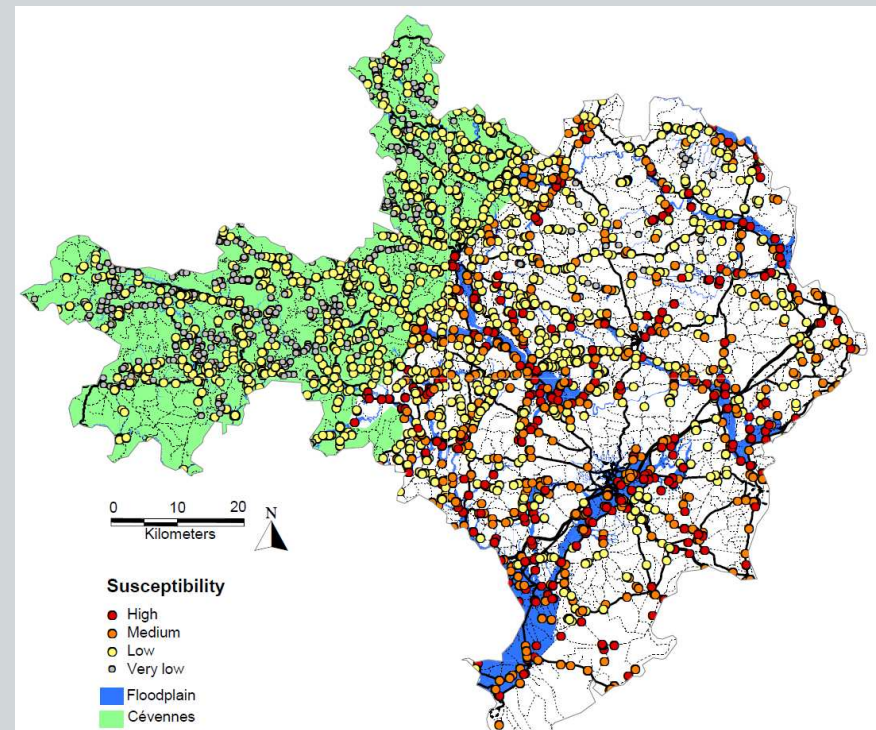 0 10 20
Kilometers
N
Susceptibility
High
Medium
Low
Very low
Floodplain
Cévennes